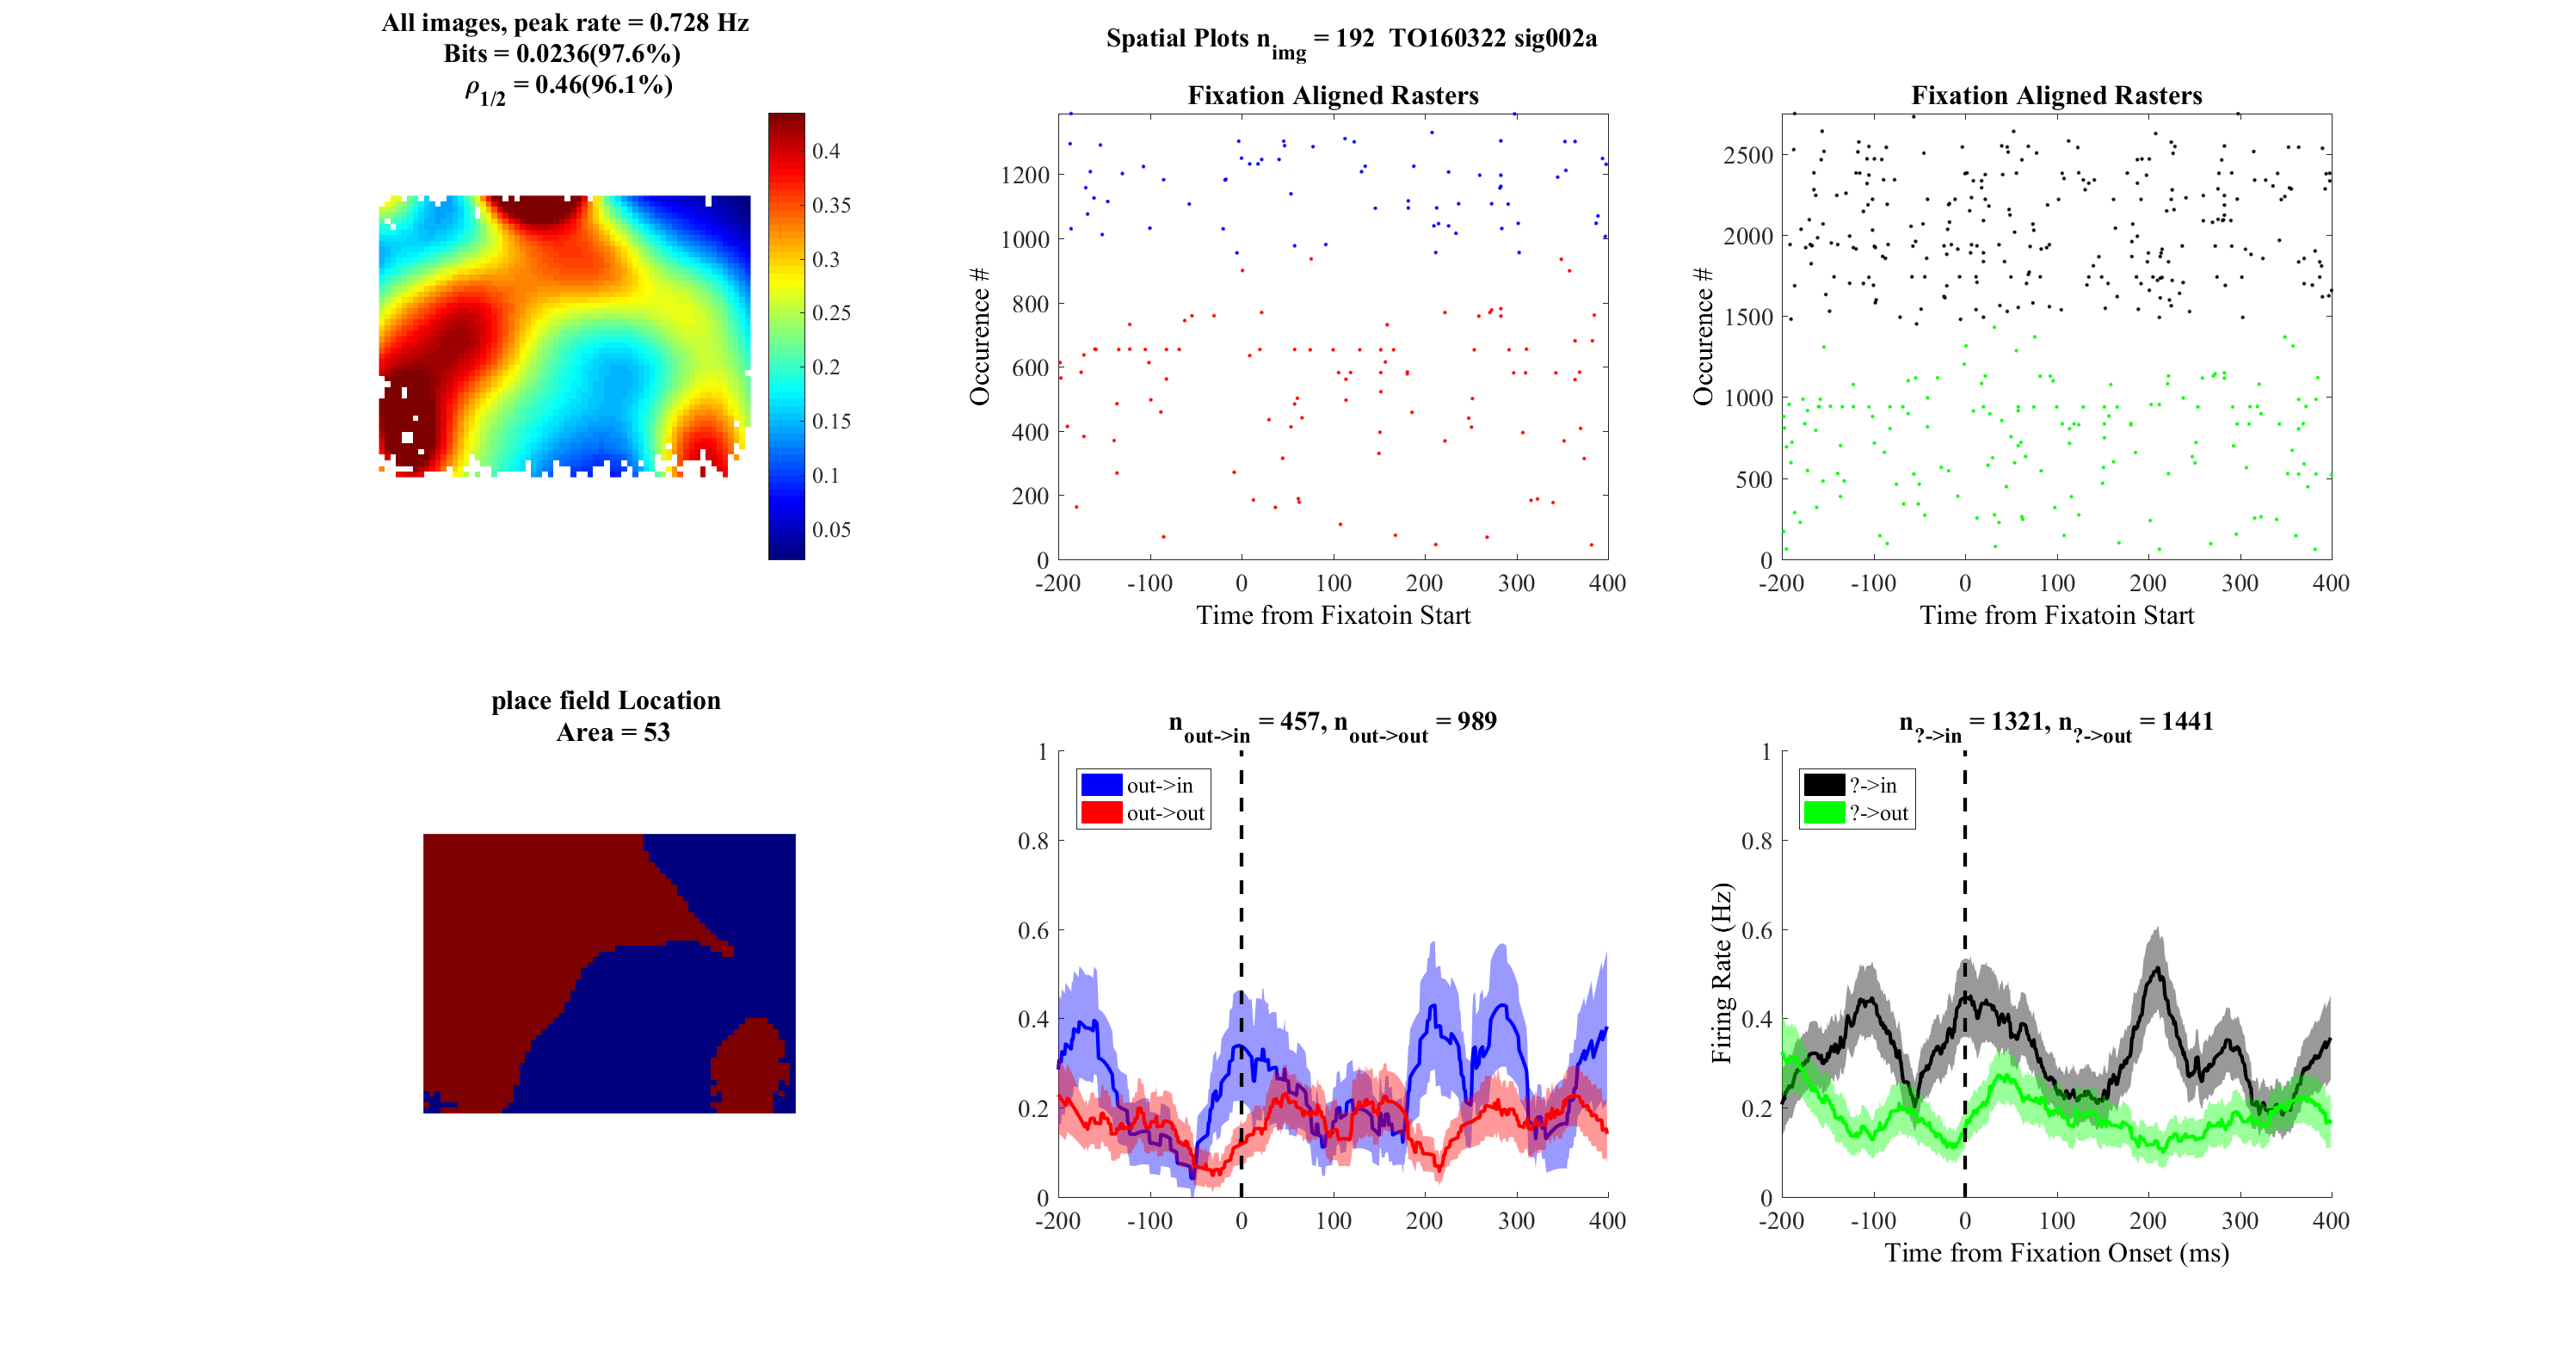 All images, peak rate = 0.728 Hz
Bits = 0.0236(97.6%)
ρ1/2 = 0.46(96.1%)
0.4
0.35
0.3
0.25
0.2
0.15
0.1
0.05
Spatial Plots nimg = 192 TO160322 sig002a
Fixation Aligned Rasters
Occurence #
1200
1000
800
600
400
200
0
-200 -100 0 100 200 300 400
Time from Fixatoin Start
Fixation Aligned Rasters
Occurence #
2500
2000
1500
1000
500
0
-200 -100 0 100 200 300 400
Time from Fixatoin Start
place field Location
Area = 53
nout->in = 457, nout->out = 989
1
0.8
0.6
0.4
0.2
0
out->in
out->out
-200 -100 0 100 200 300 400
n?->in = 1321, n?->out = 1441
Firing Rate (Hz)
1
0.8
0.6
0.4
0.2
0
?->in
?->out
-200 -100 0 100 200 300 400
Time from Fixation Onset (ms)